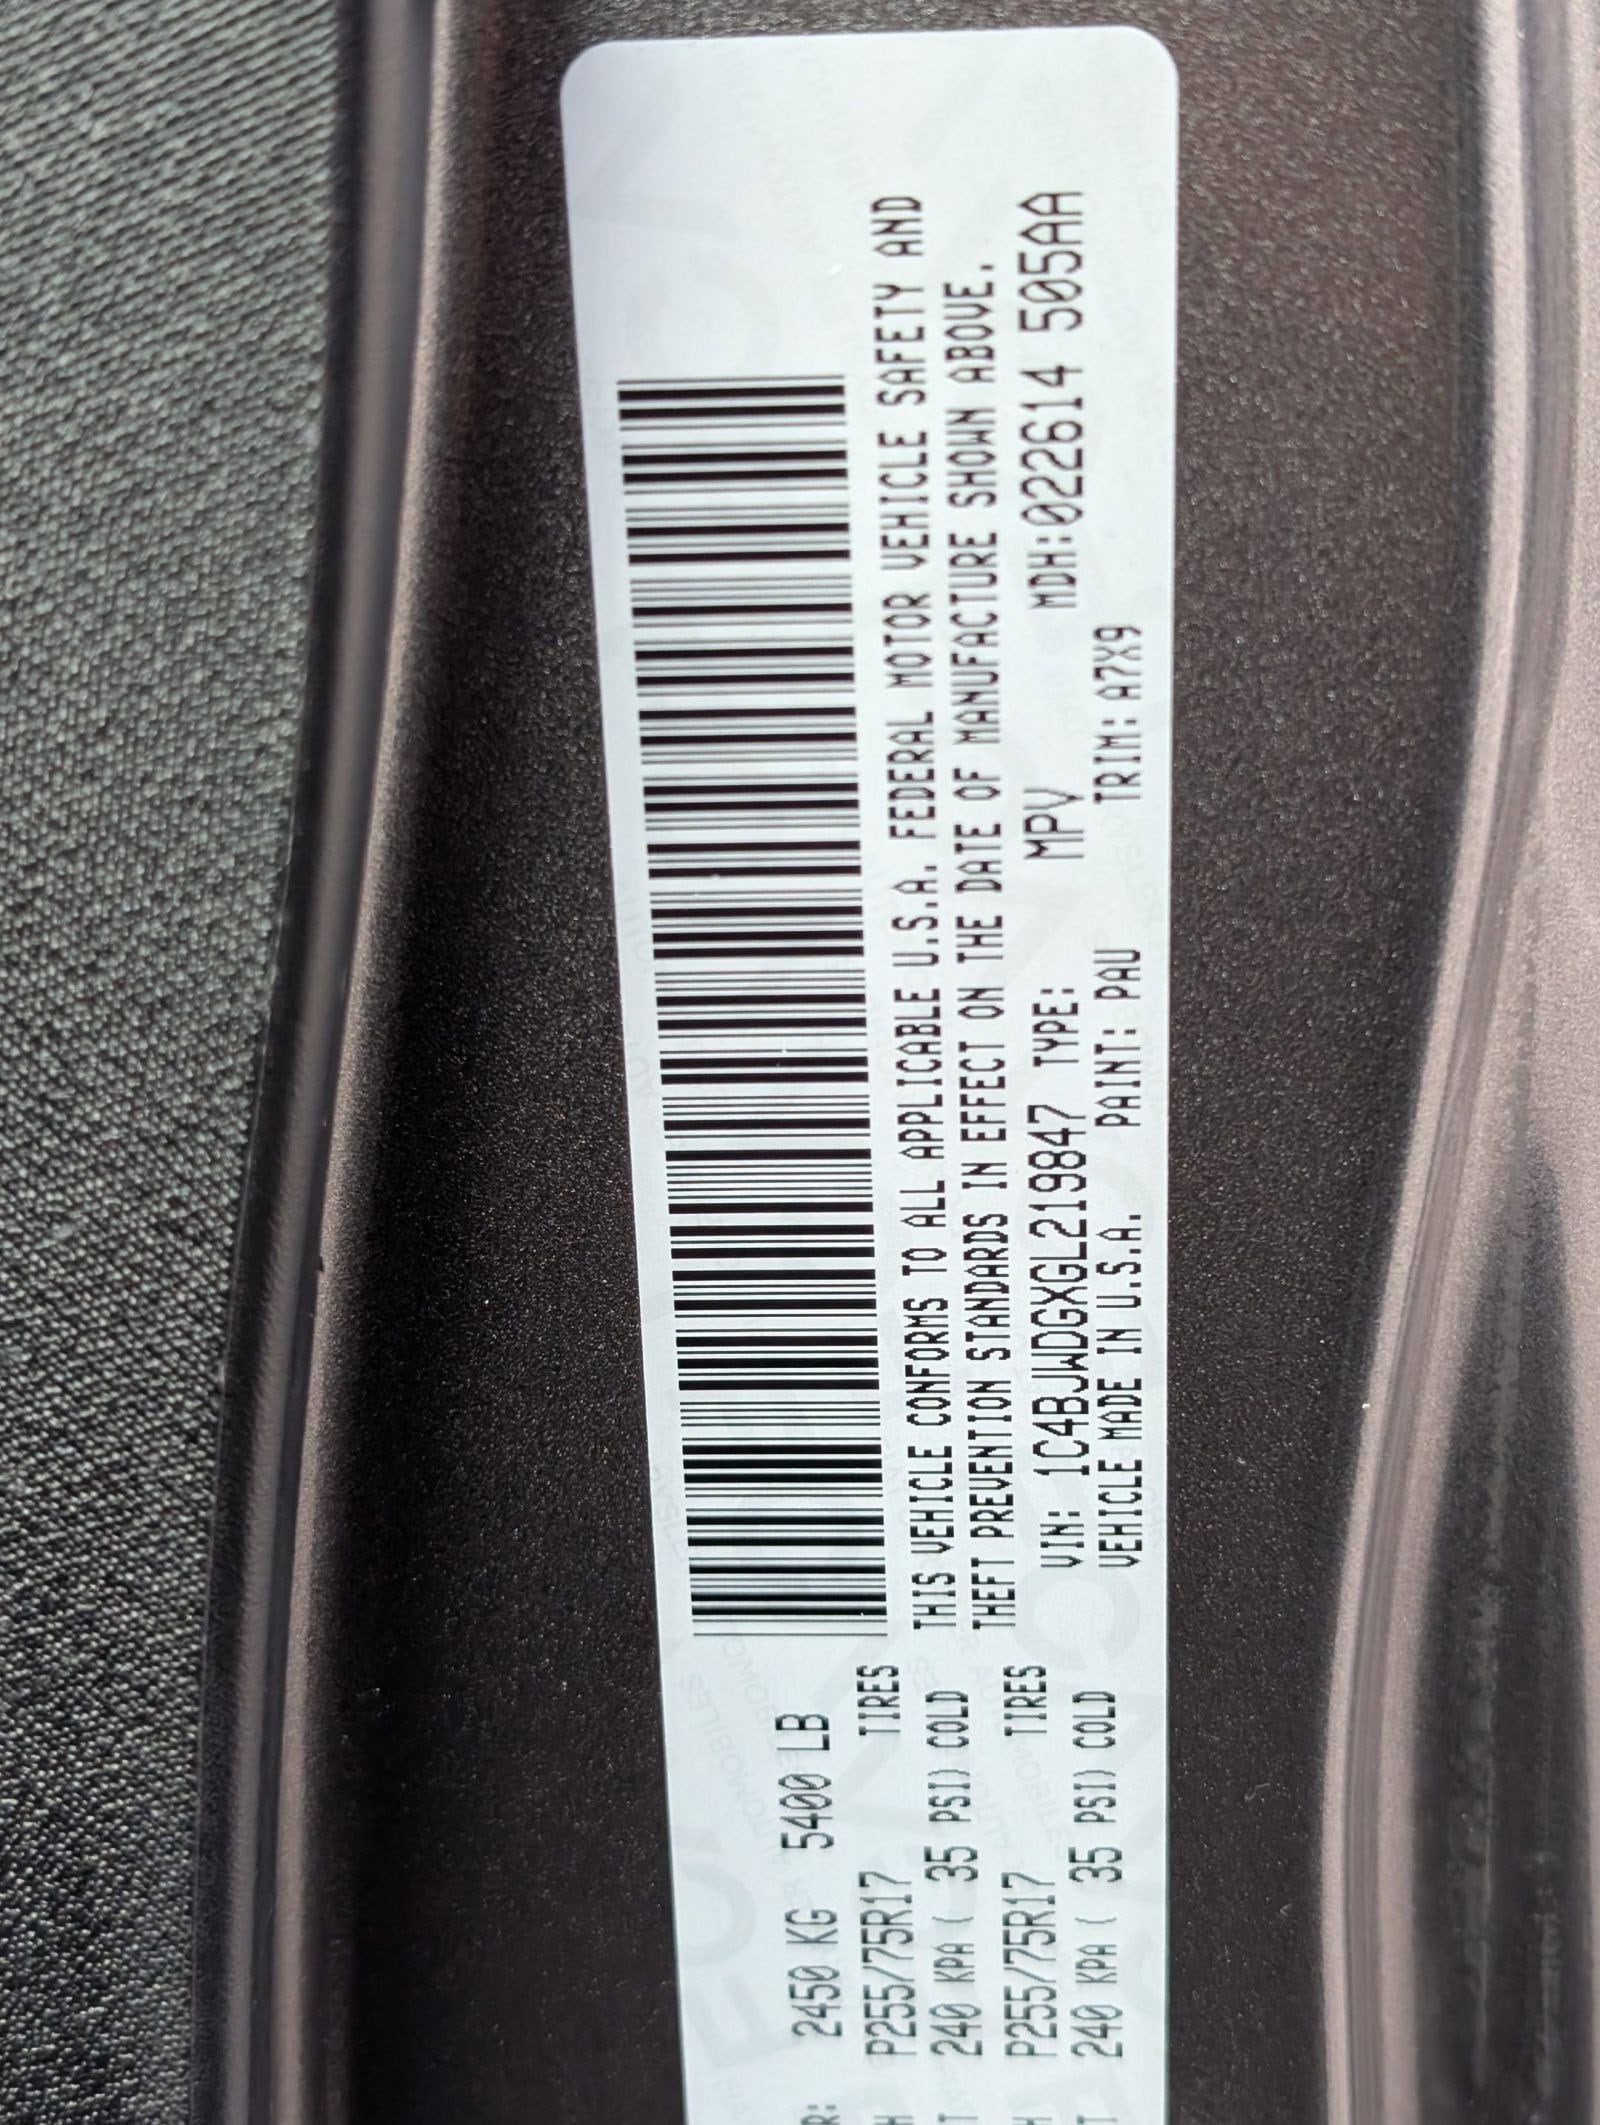 R: 2450 KG 5400 LB
H P255/75R17 TIRES
T 240 KPA ( 35 PSI) COLD
H P255/75R17 TIRES
T 240 KPA ( 35 PSI) COLD
THIS VEHICLE CONFORMS TO ALL APPLICABLE U.S.A. FEDERAL MOTOR VEHICLE SAFETY AND
THEFT PREVENTION STANDARDS IN EFFECT ON THE DATE OF MANUFACTURE SHOWN ABOVE.
VIN: 1C4BJWDGXGL219847 TYPE: MPV MDH:022614 505AA
VEHICLE MADE IN U.S.A. PAINT: PAU TRIM: A7X9